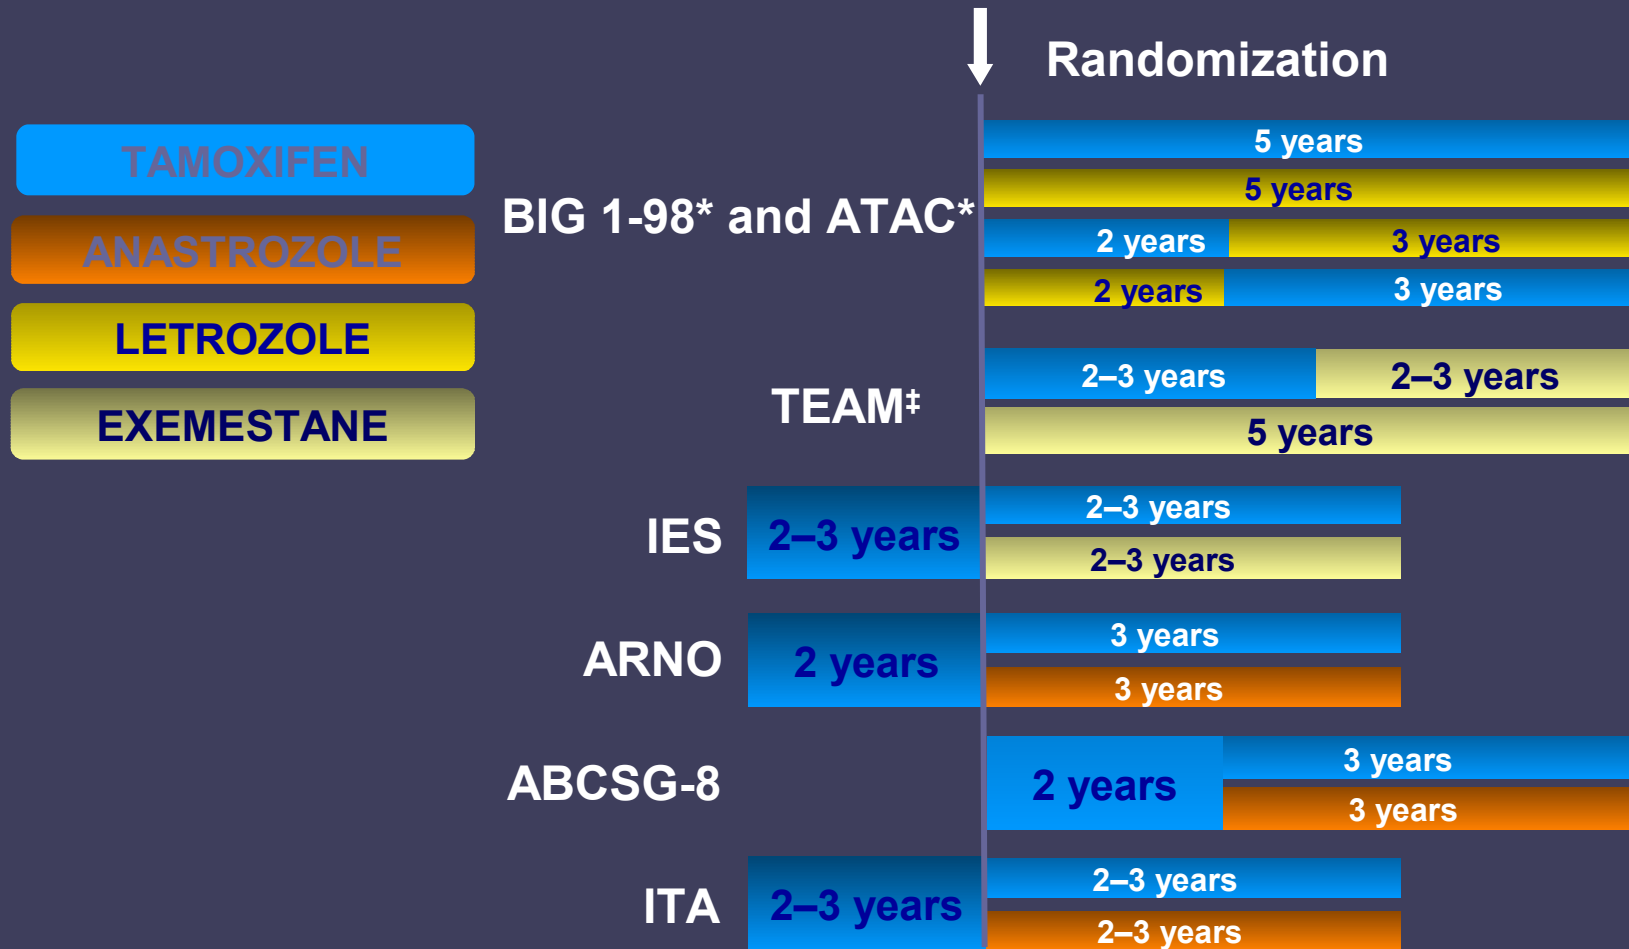 Randomization
TAMOXIFEN
ANASTROZOLE
LETROZOLE
EXEMESTANE
BIG 1-98* and ATAC*
5 years
5 years
2 years 3 years
2 years 3 years
TEAM‡
2–3 years 2–3 years
5 years
IES 2–3 years
2–3 years
2–3 years
ARNO 2 years
3 years
3 years
ABCSG-8 2 years
3 years
3 years
ITA 2–3 years
2–3 years
2–3 years